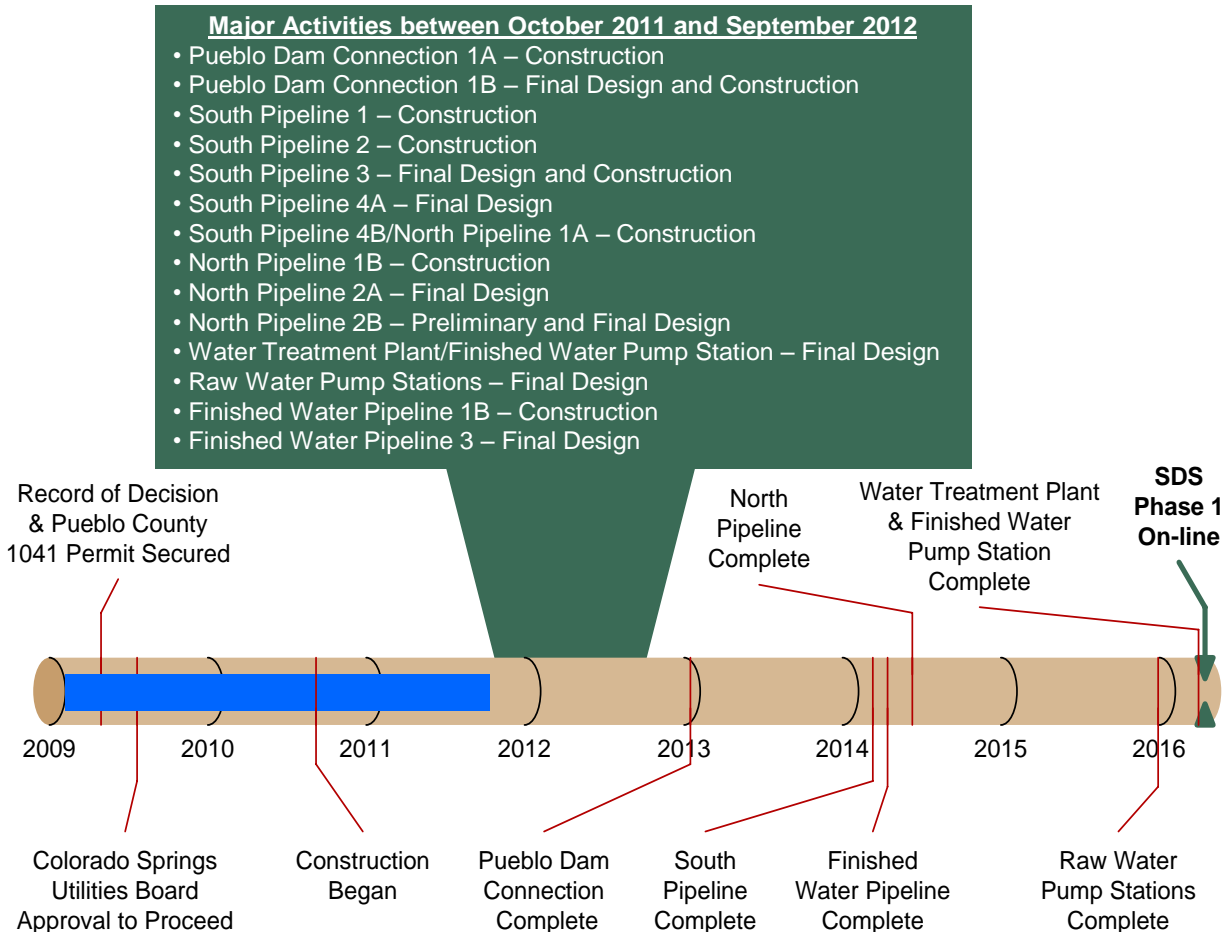 Major Activities between October 2011 and September 2012
• Pueblo Dam Connection 1A – Construction
• Pueblo Dam Connection 1B – Final Design and Construction
• South Pipeline 1 – Construction
• South Pipeline 2 – Construction
• South Pipeline 3 – Final Design and Construction
• South Pipeline 4A – Final Design
• South Pipeline 4B/North Pipeline 1A – Construction
• North Pipeline 1B – Construction
• North Pipeline 2A – Final Design
• North Pipeline 2B – Preliminary and Final Design
• Water Treatment Plant/Finished Water Pump Station – Final Design
• Raw Water Pump Stations – Final Design
• Finished Water Pipeline 1B – Construction
• Finished Water Pipeline 3 – Final Design
Record of Decision
& Pueblo County
1041 Permit Secured
North
Pipeline
Complete
Water Treatment Plant
& Finished Water
Pump Station
Complete
SDS
Phase 1
On-line
2009 2010 2011 2012 2013 2014 2015 2016
Colorado Springs
Utilities Board
Approval to Proceed
Construction
Began
Pueblo Dam
Connection
Complete
South
Pipeline
Complete
Finished
Water Pipeline
Complete
Raw Water
Pump Stations
Complete